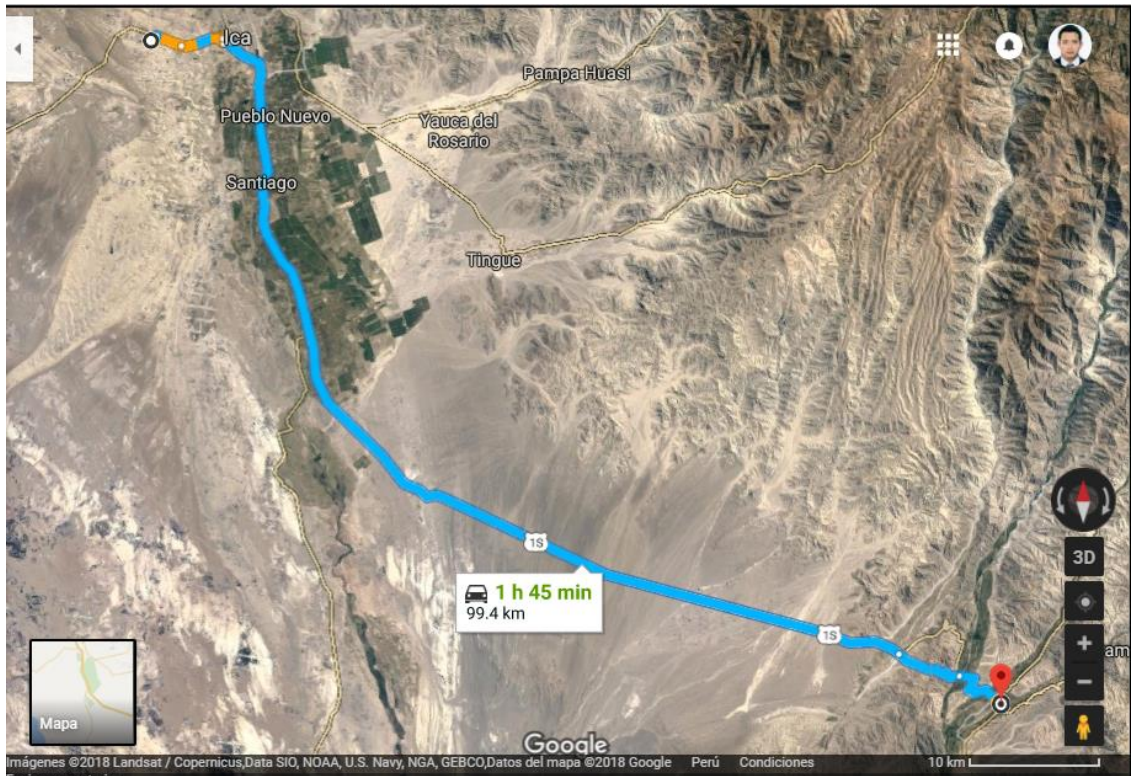 Ica
Pampa Huasi
Pueblo Nuevo
Yauca del
Rosario
Santiago
Tingue
1S
1 h 45 min
99.4 km
1S
3D
am
Mapa
Google
Imágenes ©2018 Landsat / Copernicus,Data SIO, NOAA, U.S. Navy, NGA, GEBCO,Datos del mapa ©2018 Google Perú Condiciones 10 km